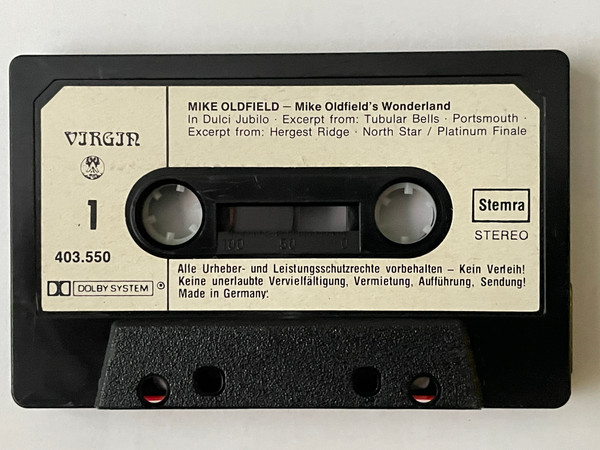 MIKE OLDFIELD – Mike Oldfield's Wonderland
In Dulci Jubilo · Excerpt from: Tubular Bells · Portsmouth ·
Excerpt from: Hergest Ridge · North Star / Platinum Finale
VIRGIN
1
403.550
DOLBY SYSTEM
100 50 0
Stemra
STEREO
Alle Urheber- und Leistungsschutzrechte vorbehalten – Kein Verleih!
Keine unerlaubte Vervielfältigung, Vermietung, Aufführung, Sendung!
Made in Germany.